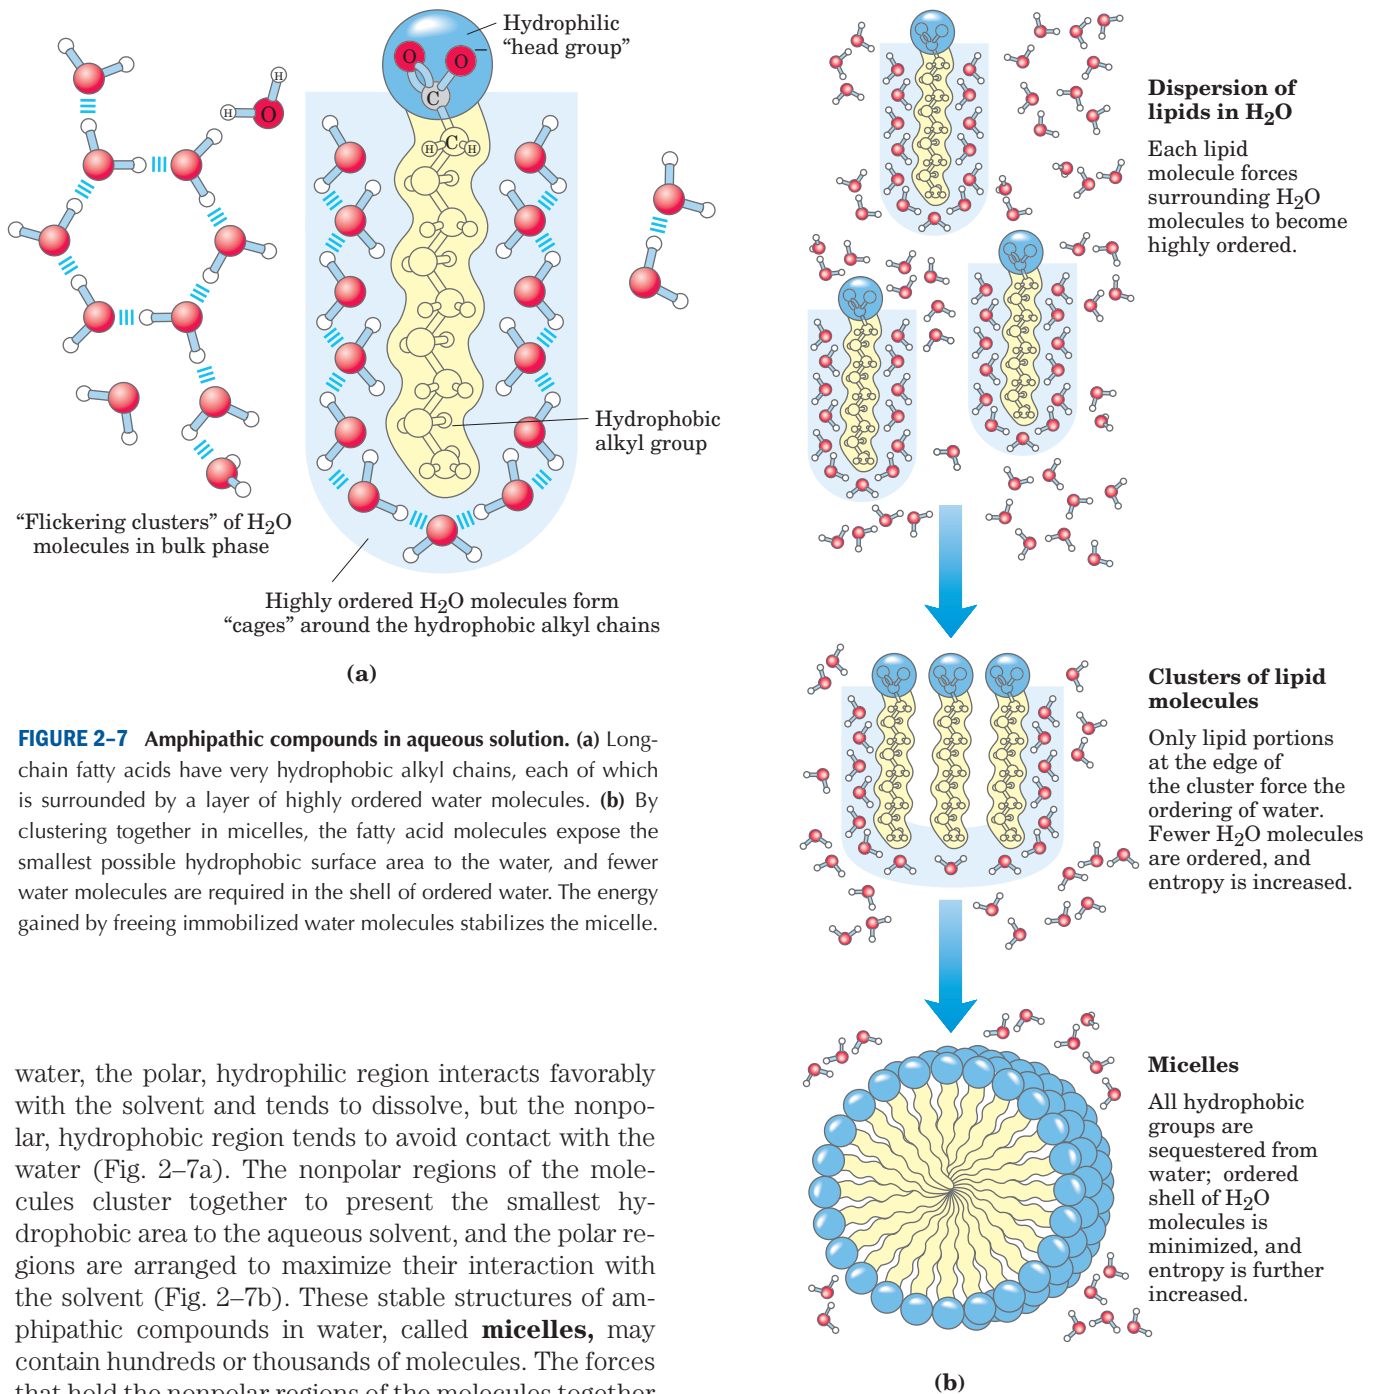 Hydrophilic
“head group”
O
O
–
C
H
C
H
H
O
H
Hydrophobic
alkyl group
“Flickering clusters” of H2O
molecules in bulk phase
Highly ordered H2O molecules form
“cages” around the hydrophobic alkyl chains
(a)
FIGURE 2–7 Amphipathic compounds in aqueous solution. (a) Long-
chain fatty acids have very hydrophobic alkyl chains, each of which
is surrounded by a layer of highly ordered water molecules. (b) By
clustering together in micelles, the fatty acid molecules expose the
smallest possible hydrophobic surface area to the water, and fewer
water molecules are required in the shell of ordered water. The energy
gained by freeing immobilized water molecules stabilizes the micelle.
water, the polar, hydrophilic region interacts favorably
with the solvent and tends to dissolve, but the nonpo-
lar, hydrophobic region tends to avoid contact with the
water (Fig. 2–7a). The nonpolar regions of the mole-
cules cluster together to present the smallest hy-
drophobic area to the aqueous solvent, and the polar re-
gions are arranged to maximize their interaction with
the solvent (Fig. 2–7b). These stable structures of am-
phipathic compounds in water, called micelles, may
contain hundreds or thousands of molecules. The forces
that hold the nonpolar regions of the molecules together
Dispersion of
lipids in H2O
Each lipid
molecule forces
surrounding H2O
molecules to become
highly ordered.
Clusters of lipid
molecules
Only lipid portions
at the edge of
the cluster force the
ordering of water.
Fewer H2O molecules
are ordered, and
entropy is increased.
Micelles
All hydrophobic
groups are
sequestered from
water; ordered
shell of H2O
molecules is
minimized, and
entropy is further
increased.
(b)